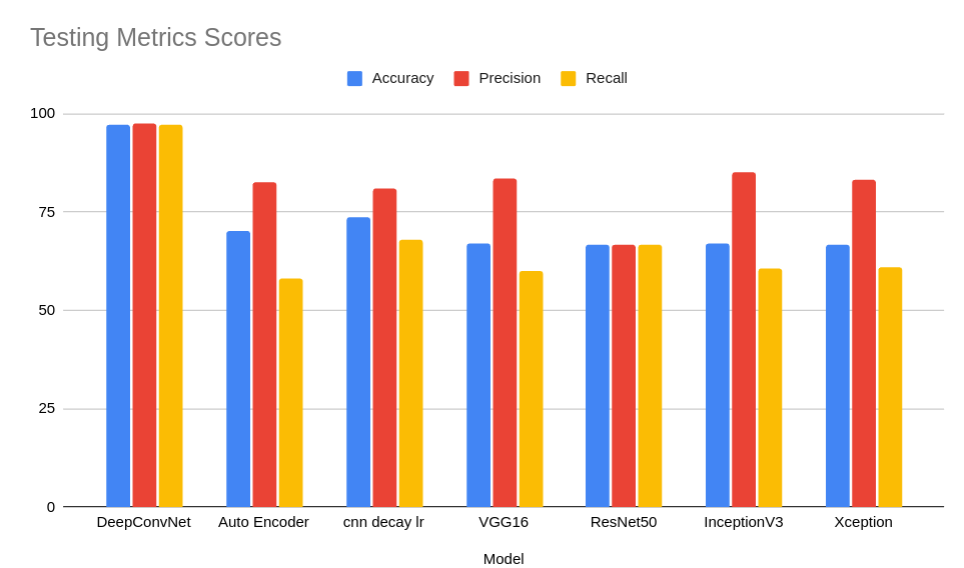 Testing Metrics Scores
Accuracy Precision Recall
100
75
50
25
0
DeepConvNet Auto Encoder cnn decay lr VGG16 ResNet50 InceptionV3 Xception
Model